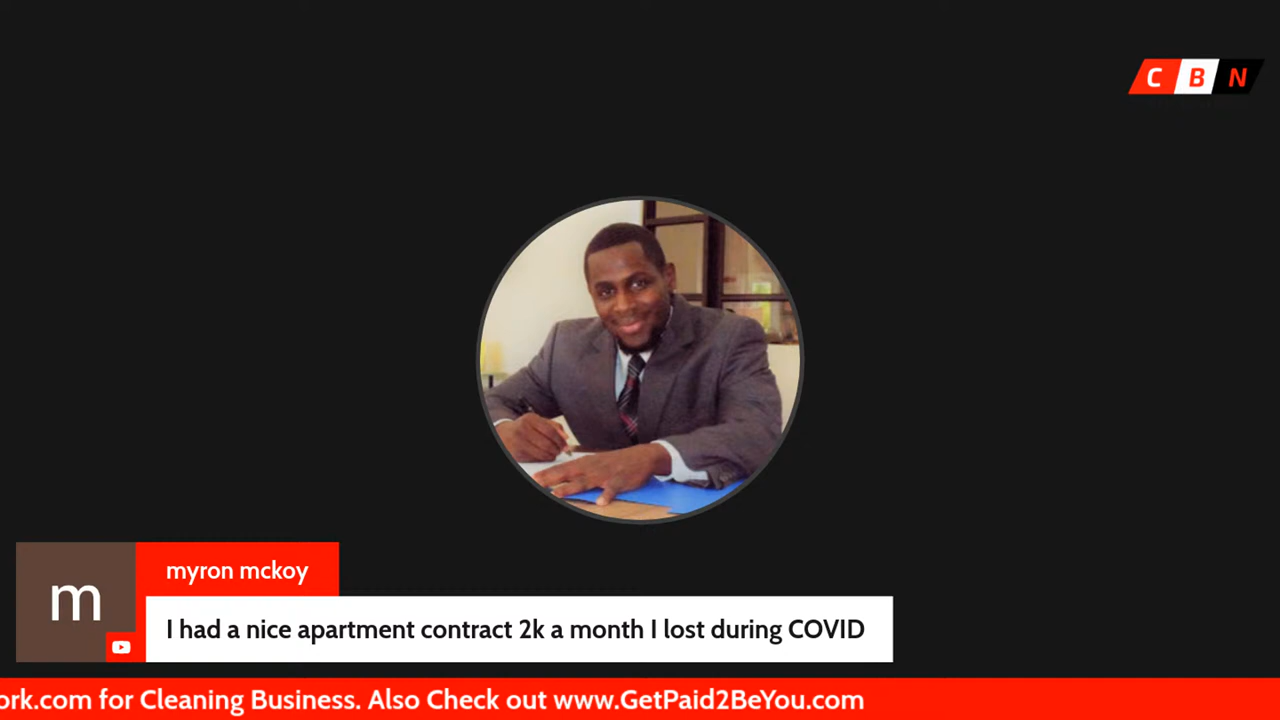 C B N
myron mckoy
m
I had a nice apartment contract 2k a month I lost during COVID
ork.com for Cleaning Business. Also Check out www.GetPaid2BeYou.com